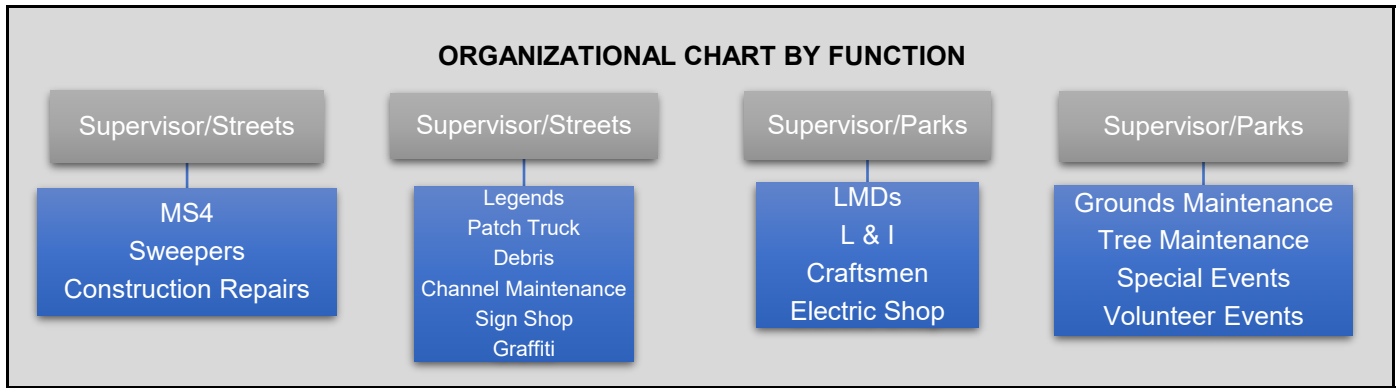 ORGANIZATIONAL CHART BY FUNCTION
Supervisor/Streets
MS4
Sweepers
Construction Repairs
Supervisor/Streets
Legends
Patch Truck
Debris
Channel Maintenance
Sign Shop
Graffiti
Supervisor/Parks
LMDs
L & I
Craftsmen
Electric Shop
Supervisor/Parks
Grounds Maintenance
Tree Maintenance
Special Events
Volunteer Events